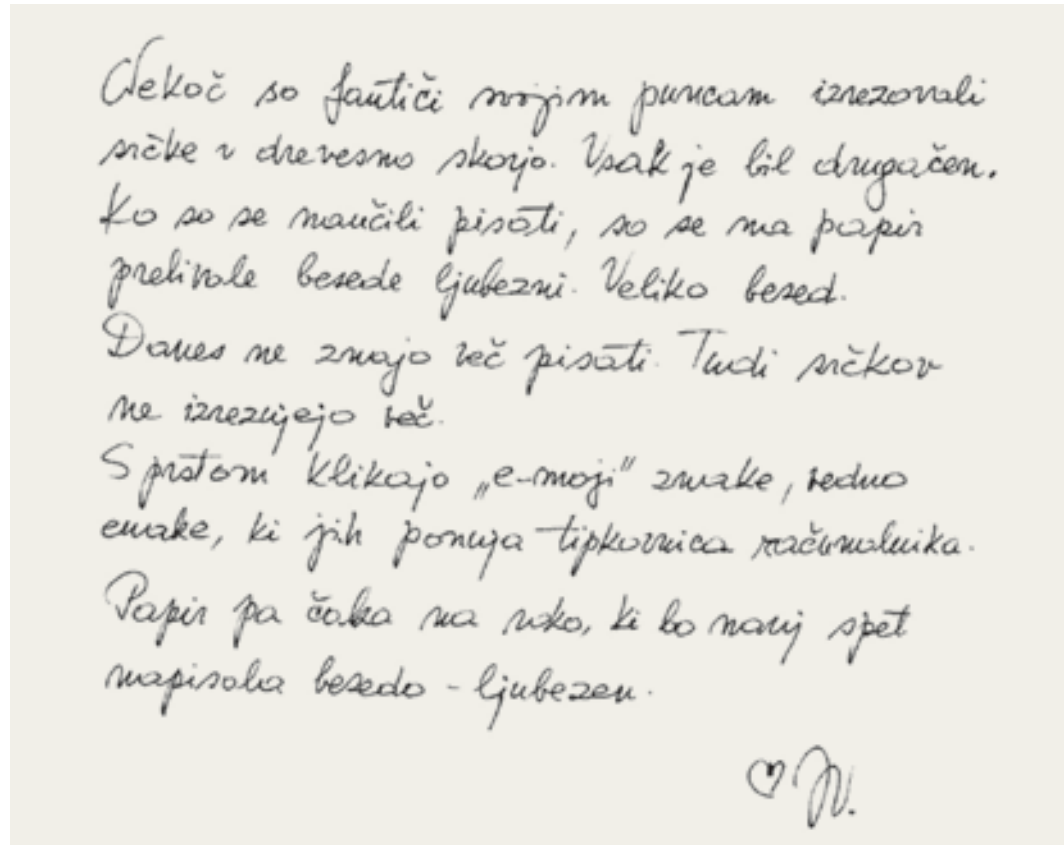 Nekoč so fantiči svojim puncam izrezovali
srčke v drevesno skorjo. Vsak je bil drugačen.
Ko so se naučili pisati, so se na papir
prelivale besede ljubezni. Veliko besed.
Danes ne znajo več pisati. Tudi srčkov
ne izrezujejo več.
S prstom klikajo „e-moji" znake, vedno
enake, ki jih ponuja tipkovnica računalnika.
Papir pa čaka na roko, ki bo nanj spet
napisala besedo - ljubezen.